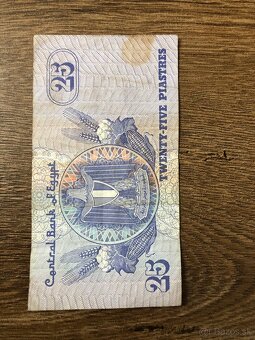 25
Central Bank of Egypt
TWENTY-FIVE PIASTRES
25